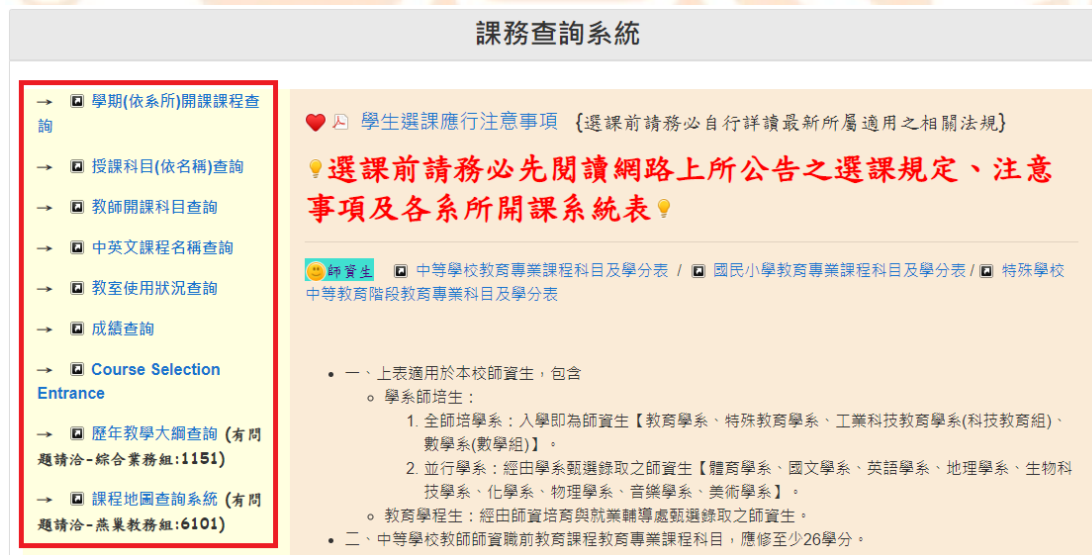 課務查詢系統
→ 學期(依系所)開課課程查
詢
→ 授課科目(依名稱)查詢
→ 教師開課科目查詢
→ 中英文課程名稱查詢
→ 教室使用狀況查詢
→ 成績查詢
→ Course Selection
Entrance
→ 歷年教學大綱查詢 (有問
題請洽-綜合業務組:1151)
→ 課程地圖查詢系統 (有問
題請洽-燕巢教務組:6101)
學生選課應行注意事項 {選課前請務必自行詳讀最新所屬適用之相關法規}
選課前請務必先閱讀網路上所公告之選課規定、注意
事項及各系所開課系統表
師資生 中等學校教育專業課程科目及學分表 / 國民小學教育專業課程科目及學分表 / 特殊學校
中等教育階段教育專業科目及學分表
• 一、上表適用於本校師資生，包含
學系師培生：
1. 全師培學系：入學即為師資生【教育學系、特殊教育學系、工業科技教育學系(科技教育組)、
數學系(數學組)】。
2. 並行學系：經由學系甄選錄取之師資生【體育學系、國文學系、英語學系、地理學系、生物科
技學系、化學系、物理學系、音樂學系、美術學系】。
教育學程生：經由師資培育與就業輔導處甄選錄取之師資生。
• 二、中等學校教師師資職前教育課程教育專業課程科目，應修至少26學分。